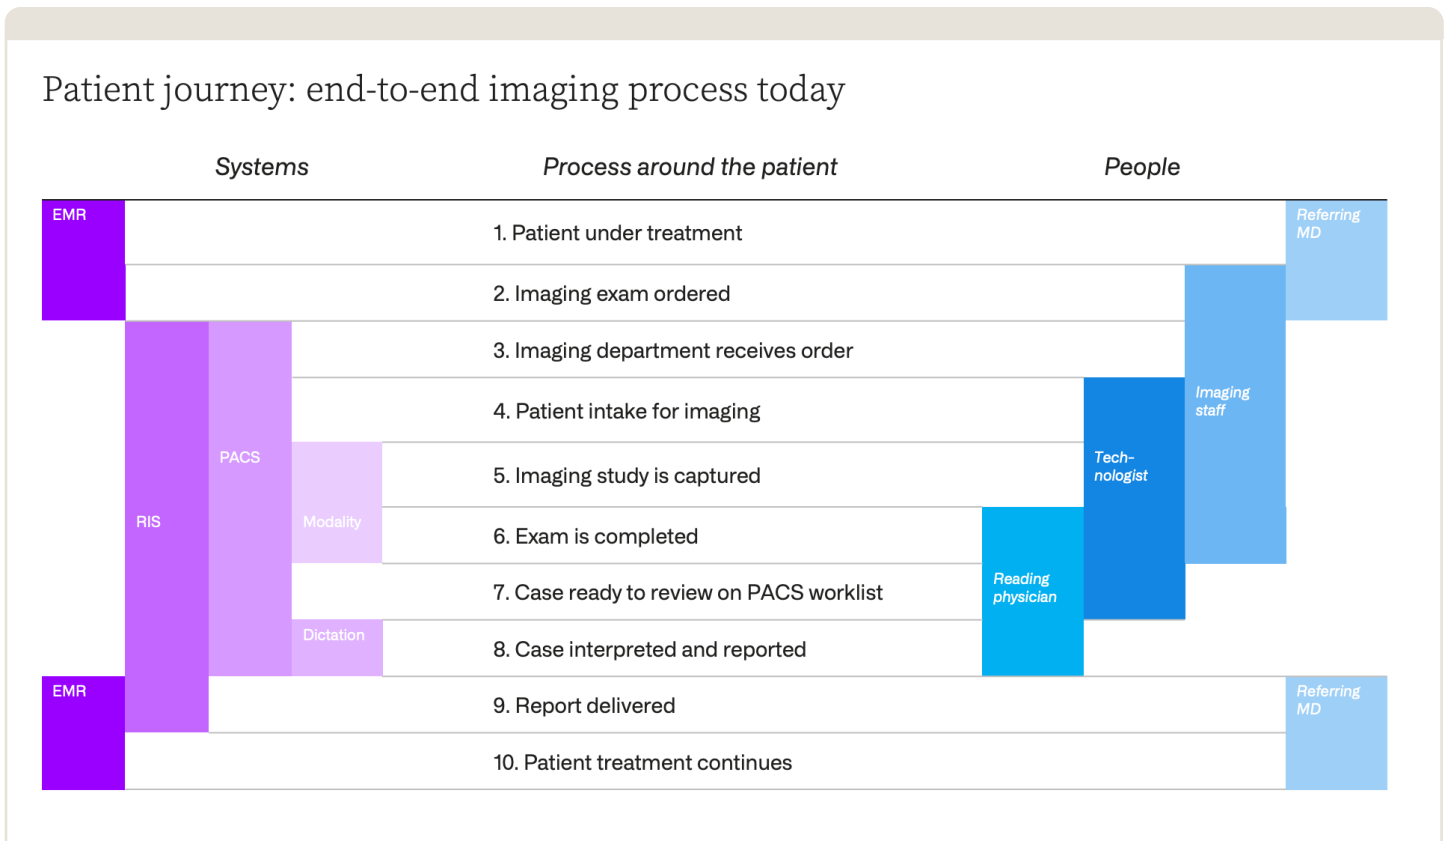 Patient journey: end-to-end imaging process today
Systems
Process around the patient
People
EMR
1. Patient under treatment
Referring
MD
2. Imaging exam ordered
3. Imaging department receives order
4. Patient intake for imaging
Imaging
staff
PACS
5. Imaging study is captured
Tech-
nologist
RIS
Modality
6. Exam is completed
7. Case ready to review on PACS worklist
Reading
physician
Dictation
8. Case interpreted and reported
EMR
9. Report delivered
Referring
MD
10. Patient treatment continues